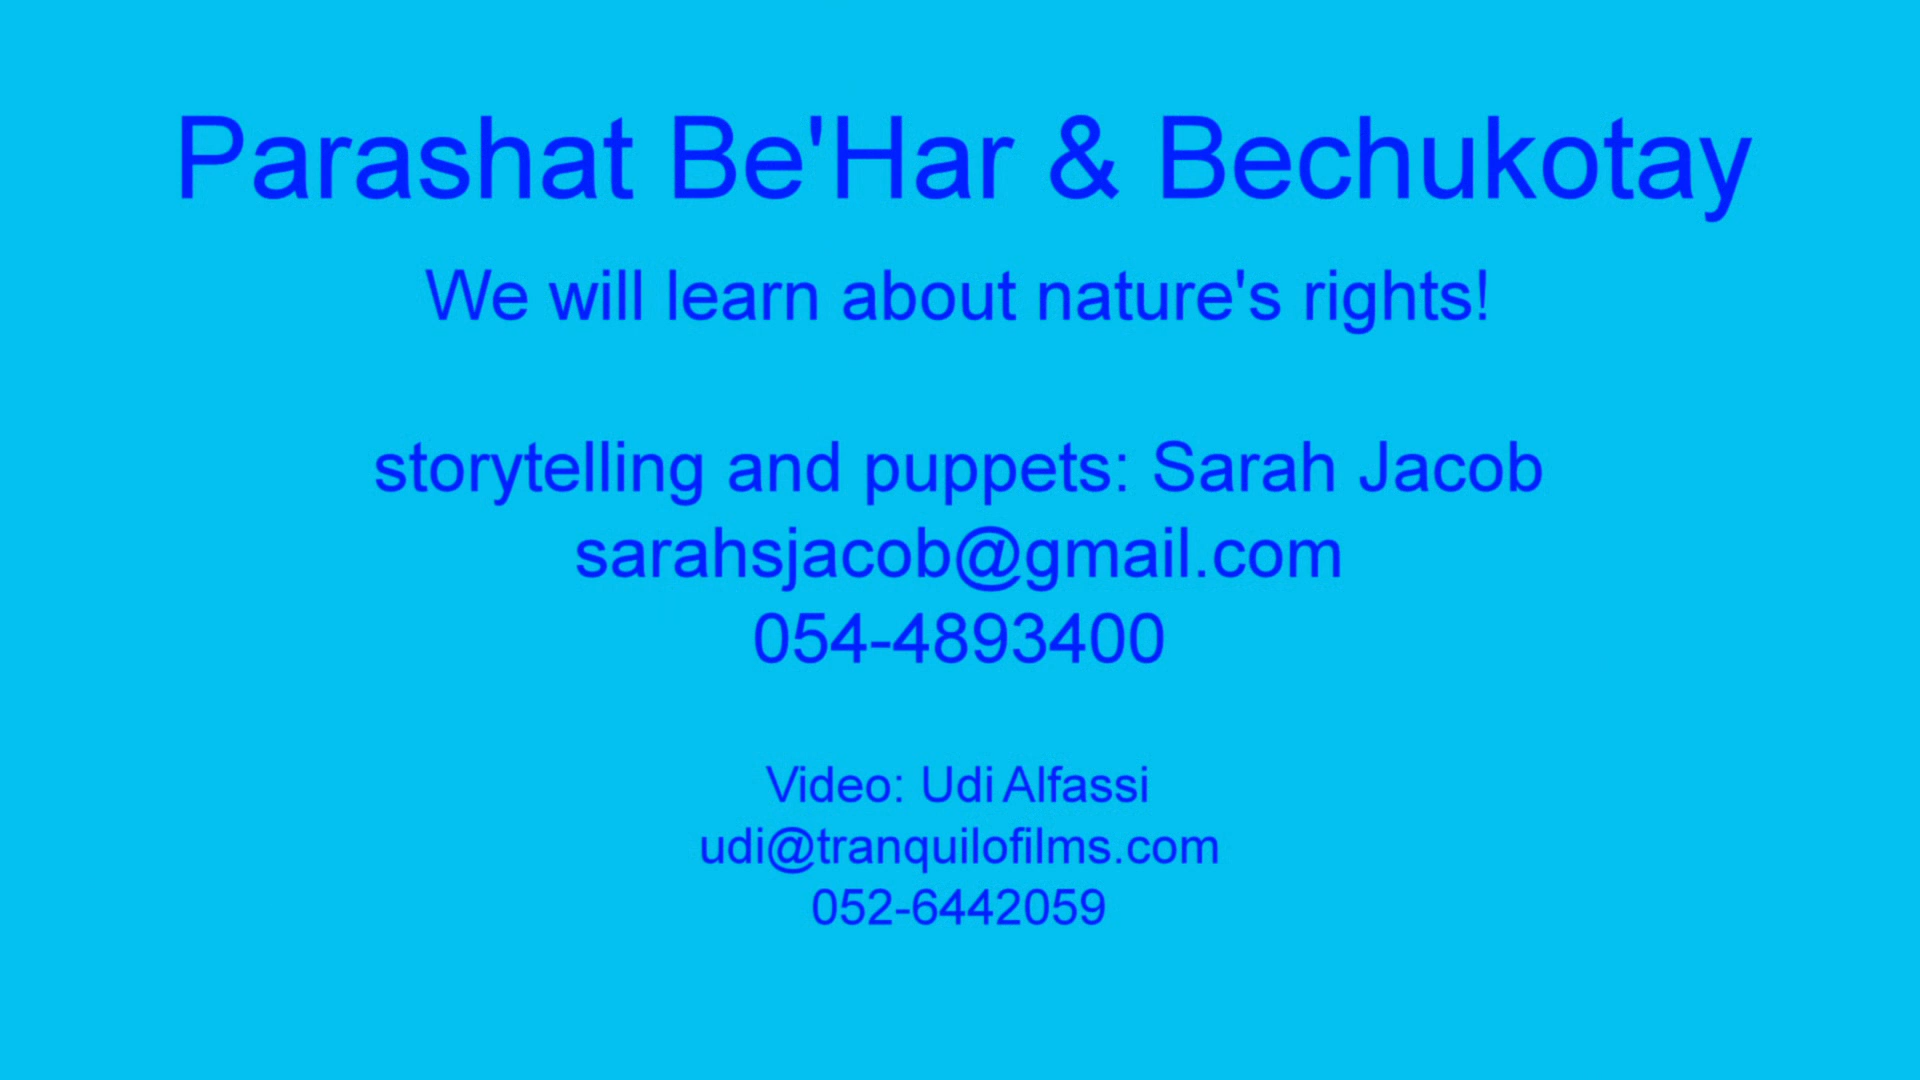 Parashat Be'Har & Bechukotay
We will learn about nature's rights!
storytelling and puppets: Sarah Jacob
sarahsjacob@gmail.com
054-4893400
Video: Udi Alfassi
udi@tranquilofilms.com
052-6442059